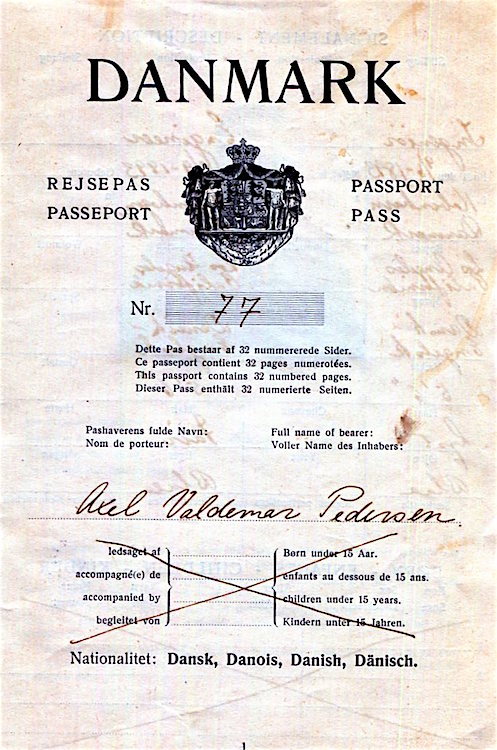 DANMARK
REJSEPAS
PASSEPORT
PASSPORT
PASS
Nr. 77
Dette Pas bestaar af 32 nummererede Sider.
Ce passeport contient 32 pages numerotées.
This passport contains 32 numbered pages.
Dieser Pass enthält 32 numerierte Seiten.
Pashaverens fulde Navn:
Nom de porteur:
Full name of bearer:
Voller Name des Inhabers:
Axel Valdemar Pedersen.
ledsaget af
accompagné(e) de
accompanied by
begleitet von
Børn under 15 Aar.
enfants au dessous de 15 ans.
children under 15 years.
Kindern unter 15 Jahren.
Nationalitet: Dansk, Danois, Danish, Dänisch.
1